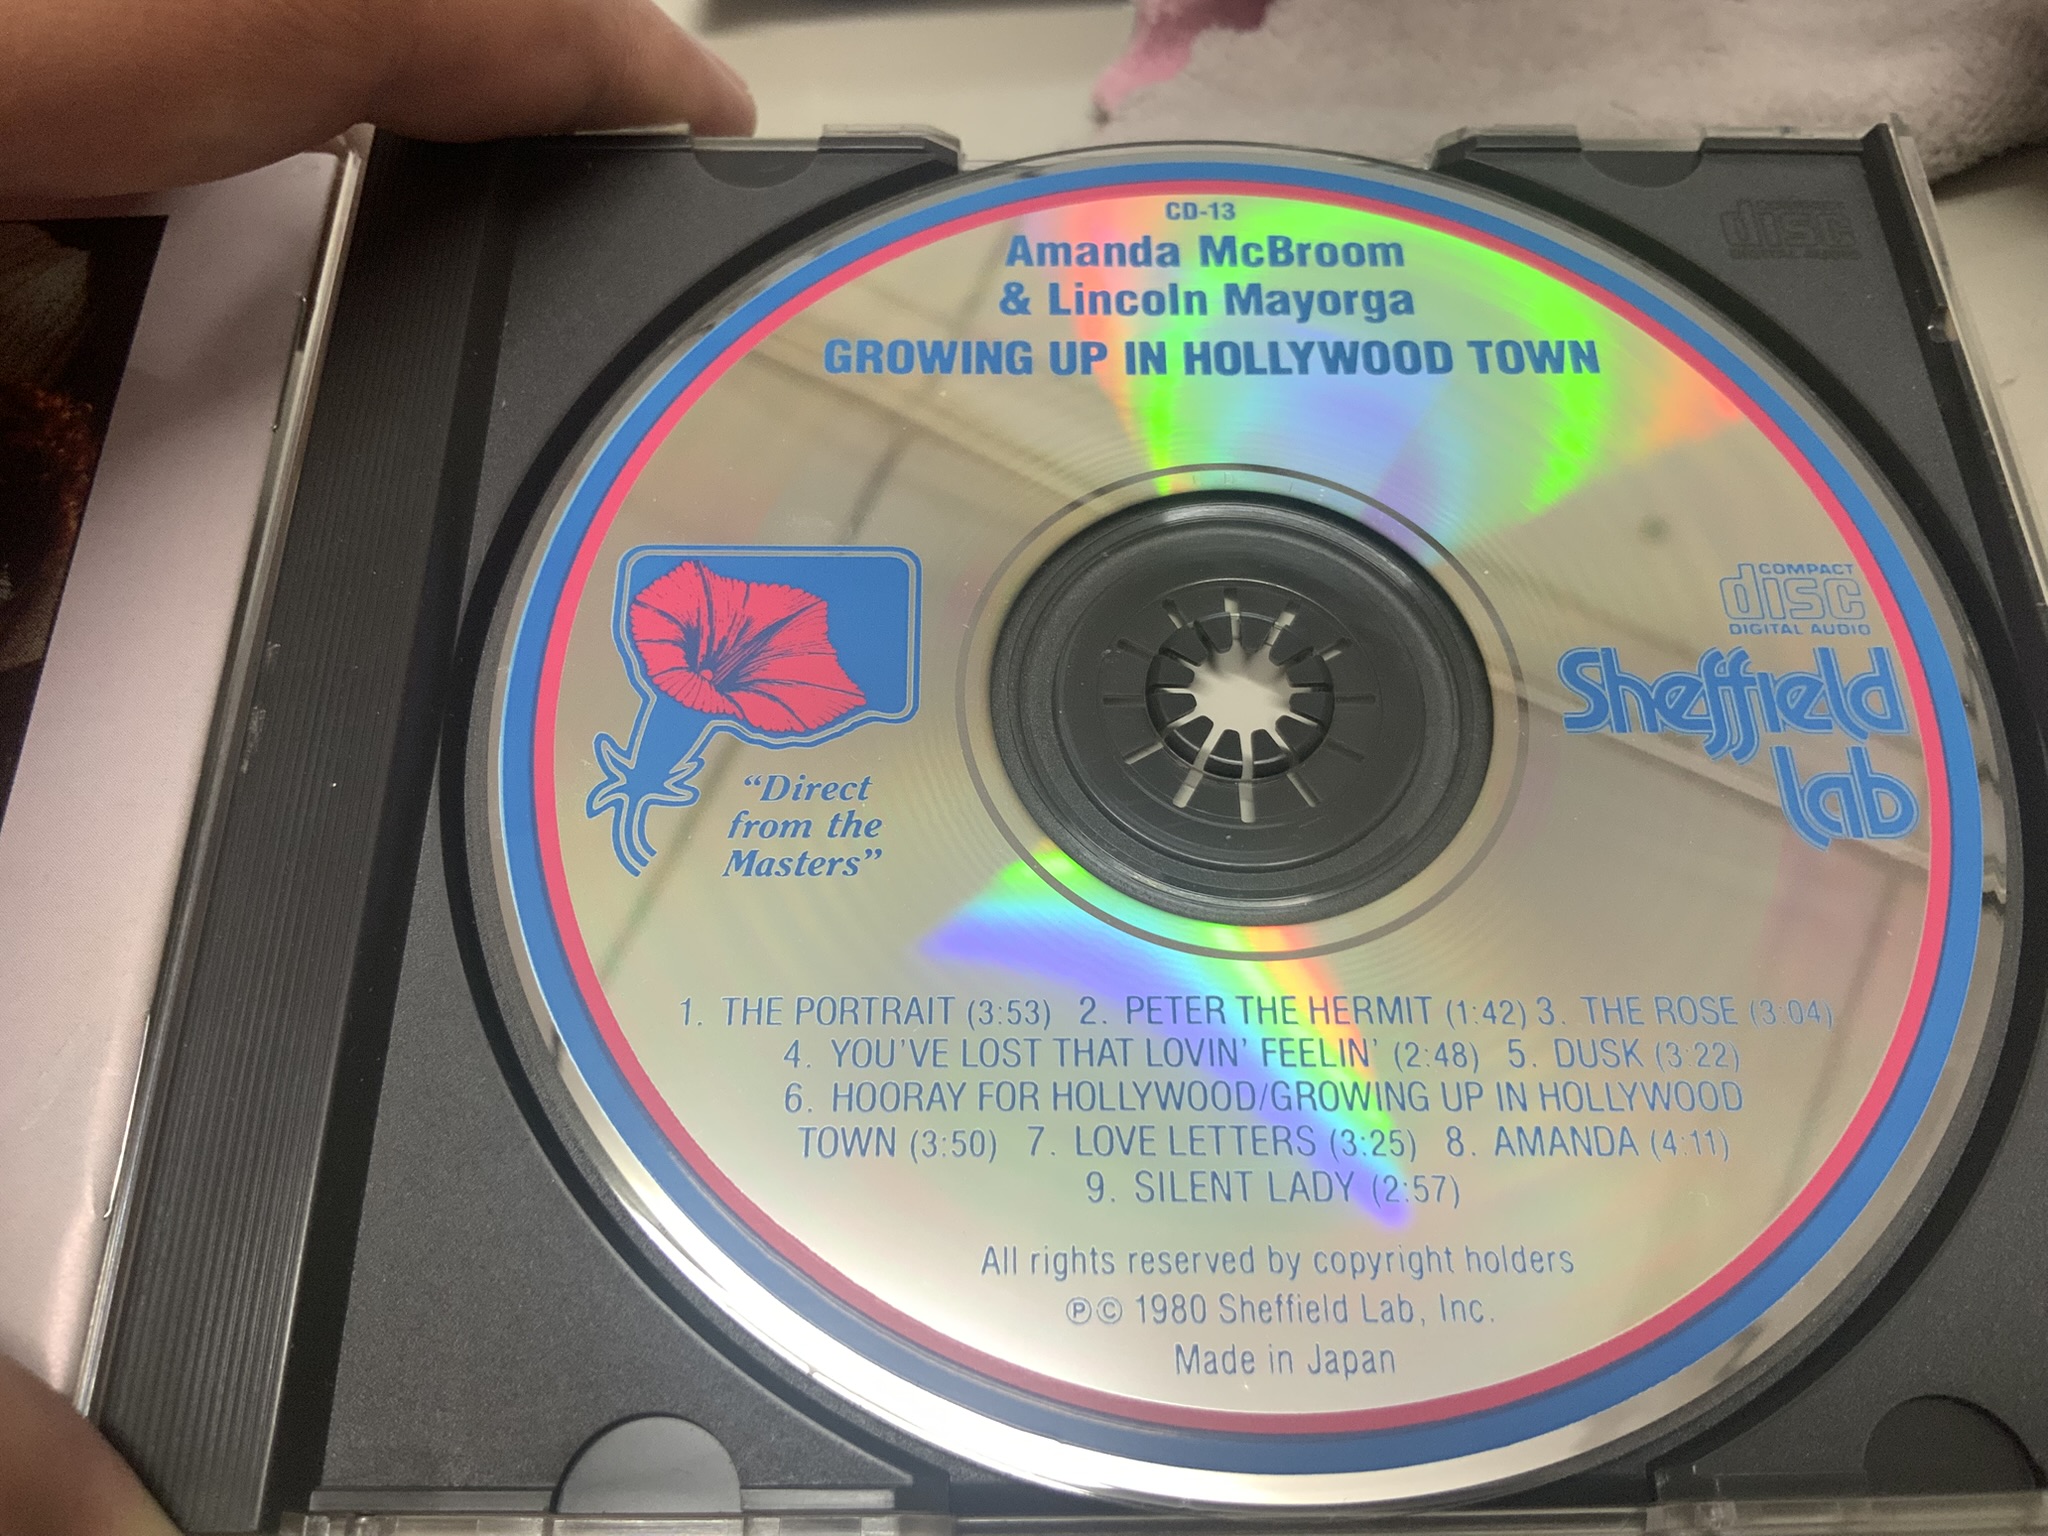 CD-13
Amanda McBroom
& Lincoln Mayorga
GROWING UP IN HOLLYWOOD TOWN
COMPACT
disc
DIGITAL AUDIO
Sheffield
Lab
"Direct
from the
Masters"
1. THE PORTRAIT (3:53) 2. PETER THE HERMIT (1:42) 3. THE ROSE (3:04)
4. YOU'VE LOST THAT LOVIN' FEELIN' (2:48) 5. DUSK (3:22)
6. HOORAY FOR HOLLYWOOD/GROWING UP IN HOLLYWOOD
TOWN (3:50) 7. LOVE LETTERS (3:25) 8. AMANDA (4:11)
9. SILENT LADY (2:57)
All rights reserved by copyright holders
℗© 1980 Sheffield Lab, Inc.
Made in Japan
disc
DIGITAL AUDIO